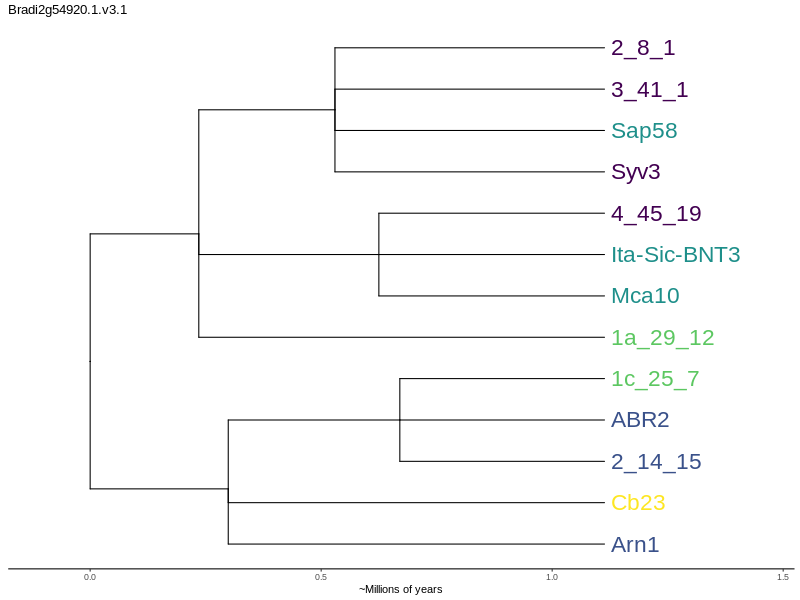 Bradi2g54920.1.v3.1
2_8_1
3_41_1
Sap58
Syv3
4_45_19
Ita-Sic-BNT3
Mca10
1a_29_12
1c_25_7
ABR2
2_14_15
Cb23
Arn1
0.0 0.5 1.0 1.5
~Millions of years